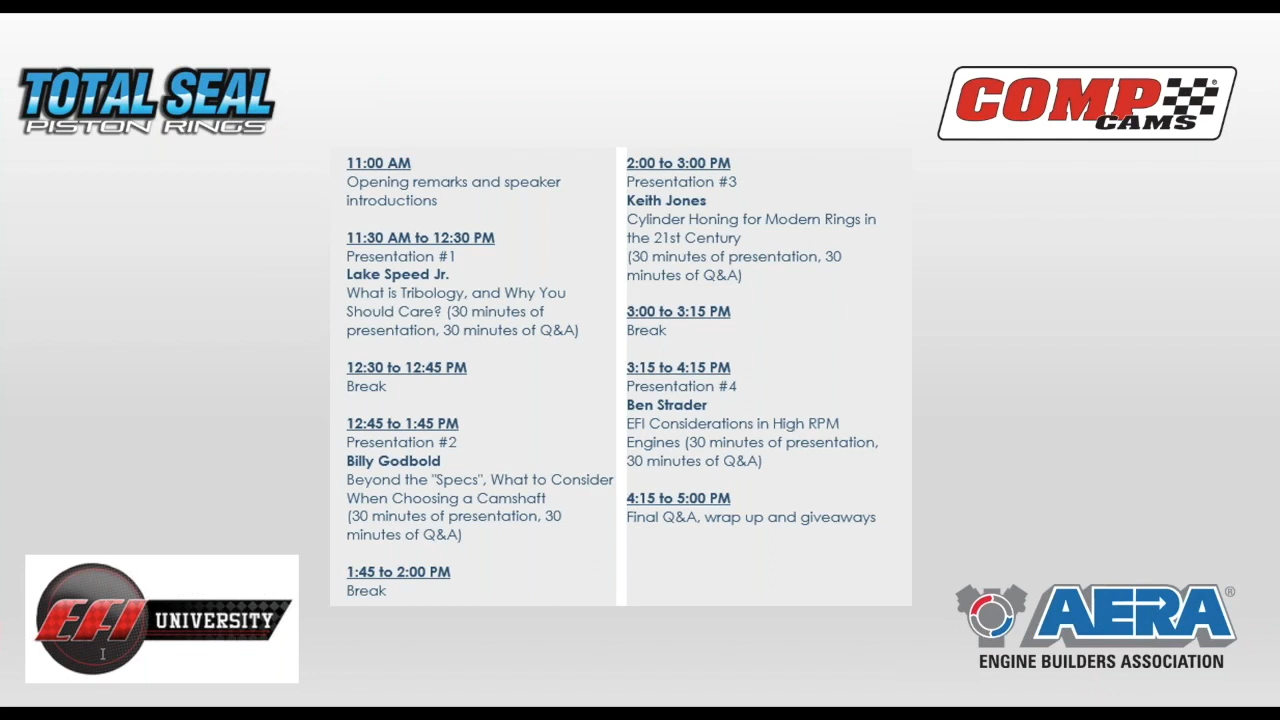 TOTAL SEAL
PISTON RINGS
COMP
CAMS
®
11:00 AM
Opening remarks and speaker
introductions
11:30 AM to 12:30 PM
Presentation #1
Lake Speed Jr.
What is Tribology, and Why You
Should Care? (30 minutes of
presentation, 30 minutes of Q&A)
12:30 to 12:45 PM
Break
12:45 to 1:45 PM
Presentation #2
Billy Godbold
Beyond the "Specs", What to Consider
When Choosing a Camshaft
(30 minutes of presentation, 30
minutes of Q&A)
1:45 to 2:00 PM
Break
2:00 to 3:00 PM
Presentation #3
Keith Jones
Cylinder Honing for Modern Rings in
the 21st Century
(30 minutes of presentation, 30
minutes of Q&A)
3:00 to 3:15 PM
Break
3:15 to 4:15 PM
Presentation #4
Ben Strader
EFI Considerations in High RPM
Engines (30 minutes of presentation,
30 minutes of Q&A)
4:15 to 5:00 PM
Final Q&A, wrap up and giveaways
EFI UNIVERSITY
AERA®
ENGINE BUILDERS ASSOCIATION